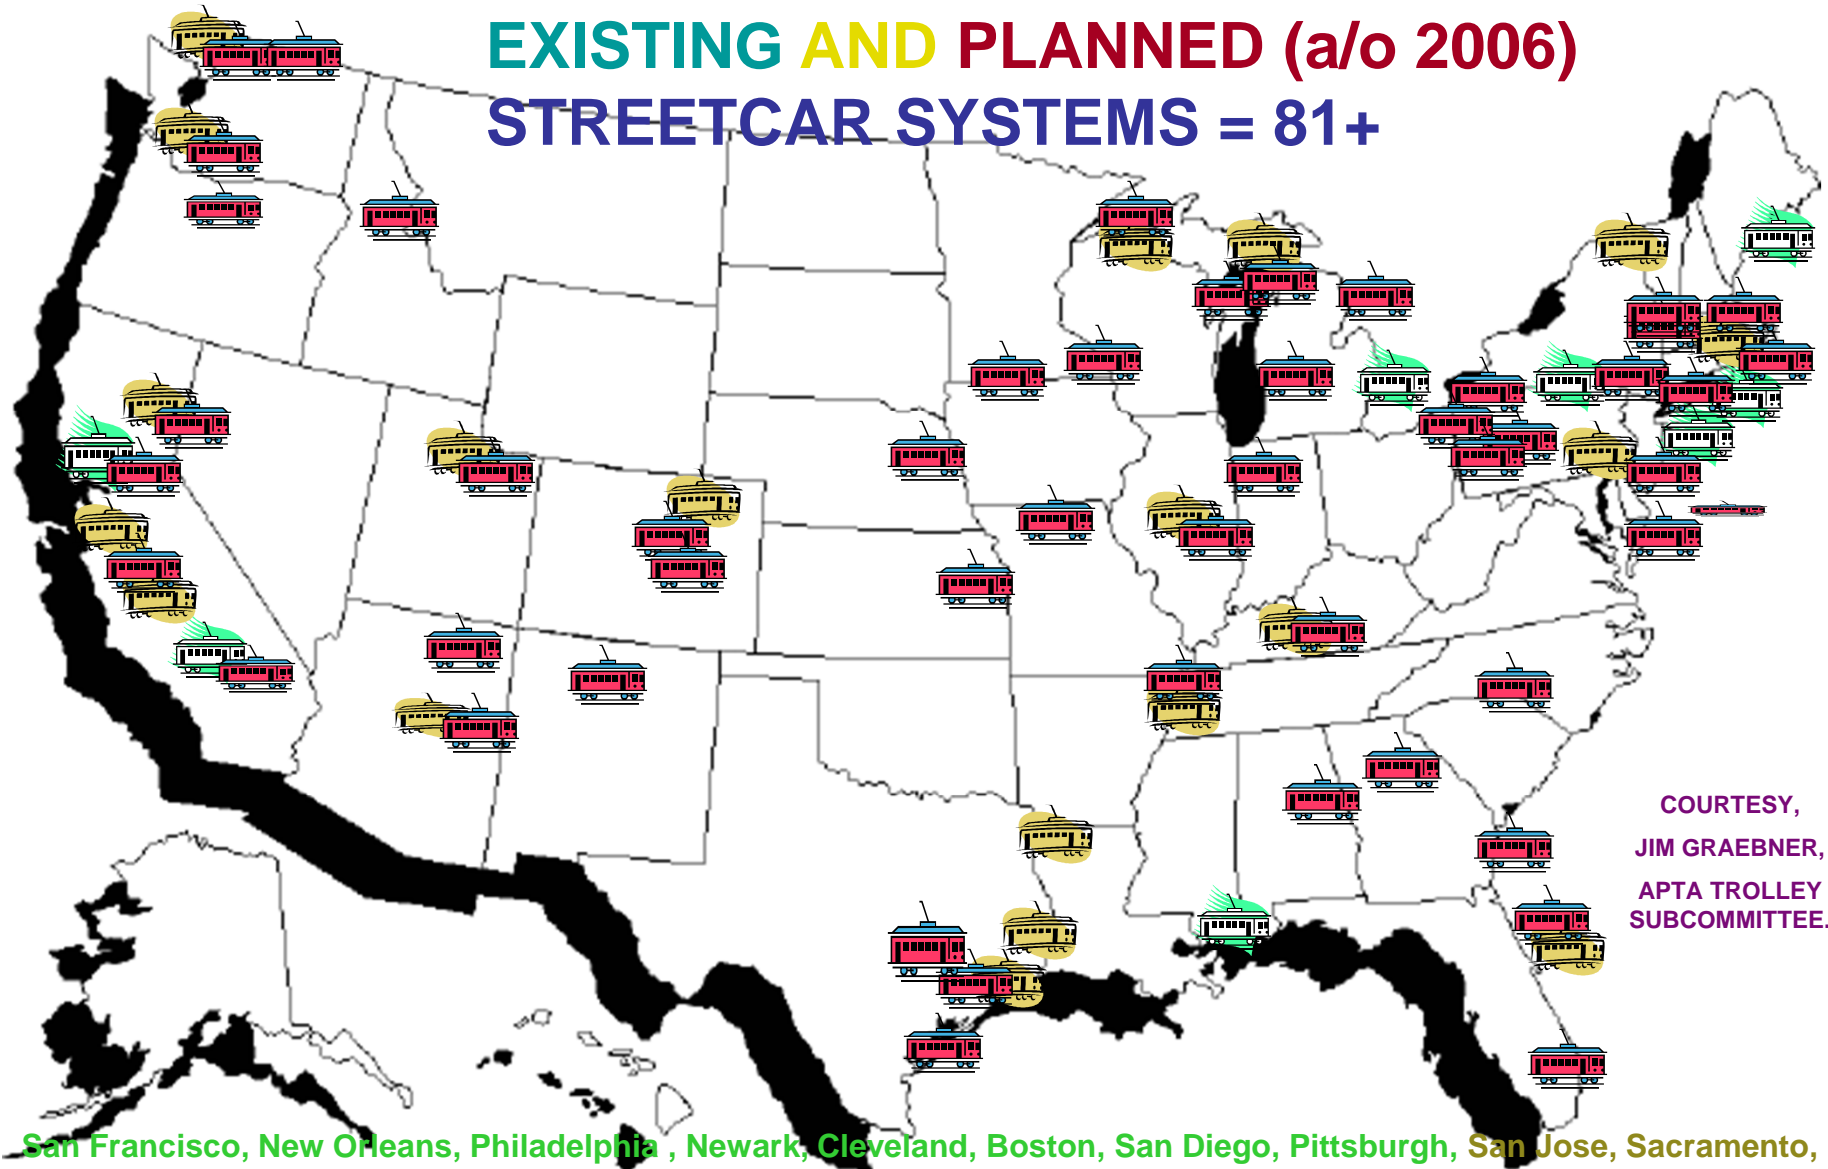 EXISTING AND PLANNED (a/o 2006)
STREETCAR SYSTEMS = 81+
COURTESY,
JIM GRAEBNER,
APTA TROLLEY
SUBCOMMITTEE.
San Francisco, New Orleans, Philadelphia , Newark, Cleveland, Boston, San Diego, Pittsburgh, San Jose, Sacramento,